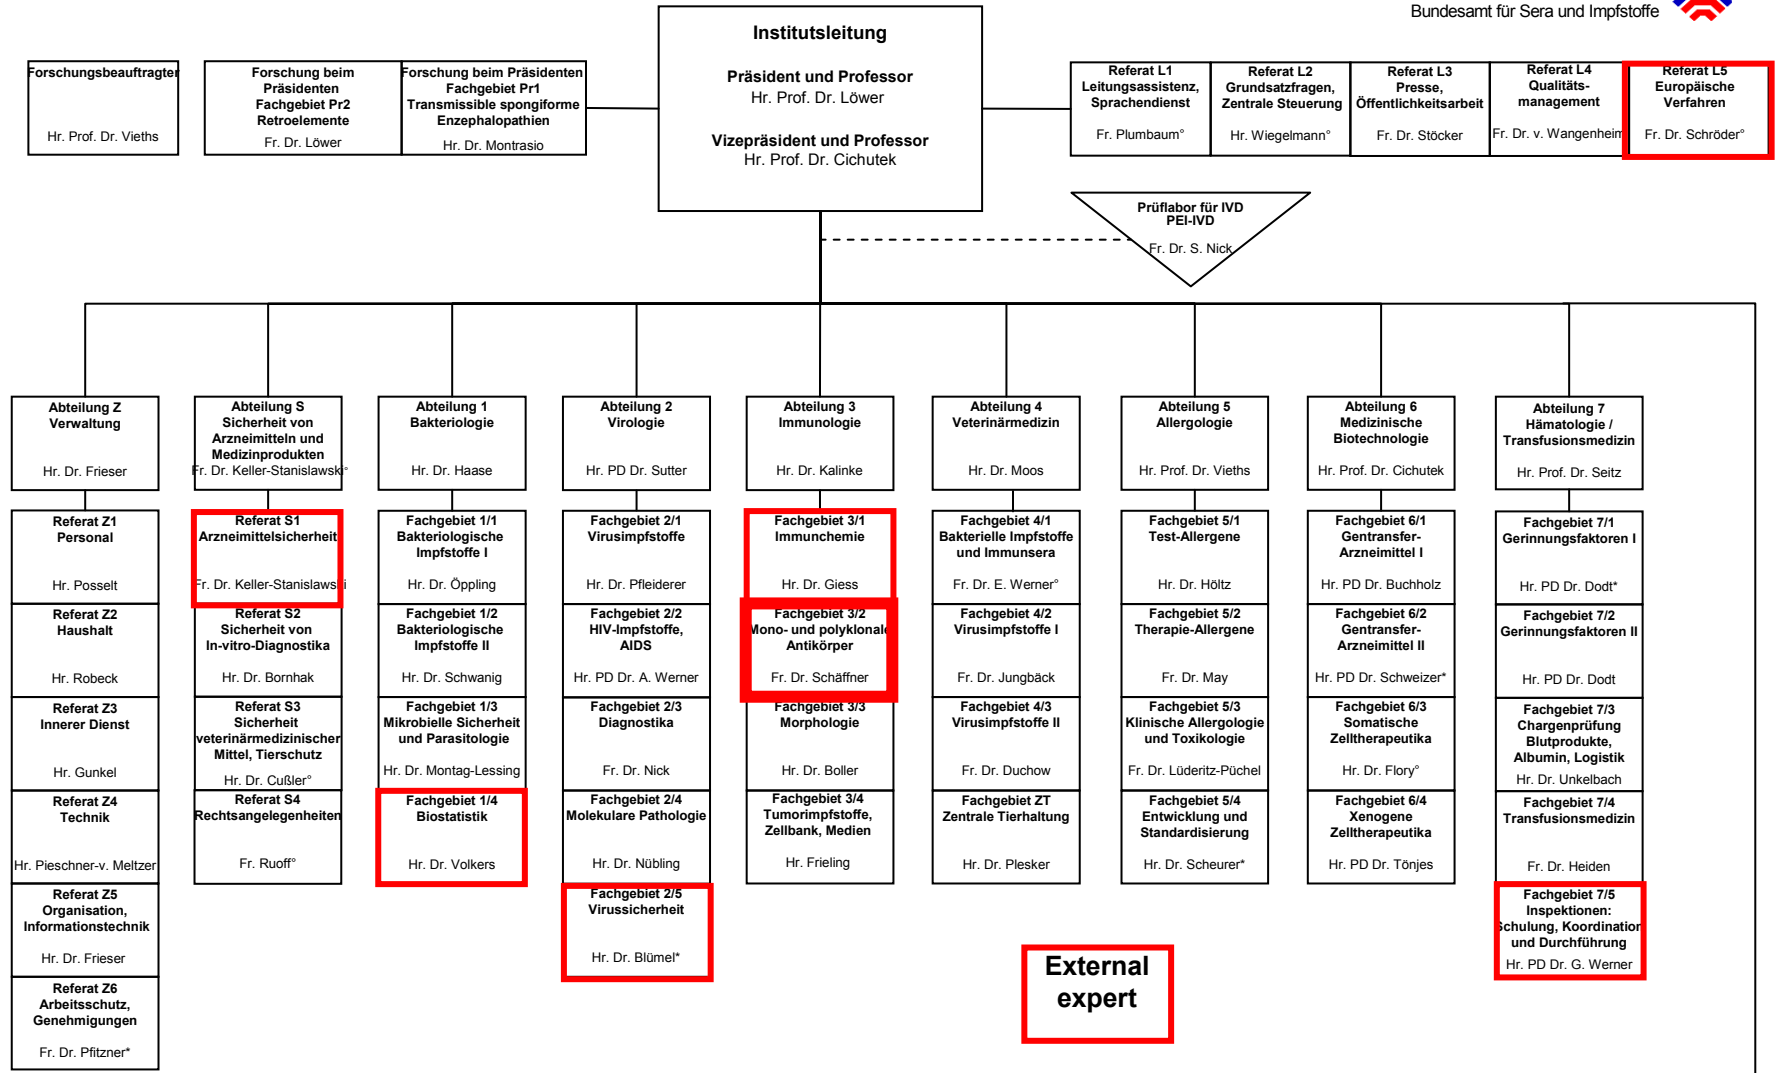 Bundesamt für Sera und Impfstoffe
Institutsleitung
Präsident und Professor
Hr. Prof. Dr. Löwer
Vizepräsident und Professor
Hr. Prof. Dr. Cichutek
Forschungsbeauftragter
Hr. Prof. Dr. Vieths
Forschung beim
Präsidenten
Fachgebiet Pr2
Retroelemente
Fr. Dr. Löwer
Forschung beim Präsidenten
Fachgebiet Pr1
Transmissible spongiforme
Enzephalopathien
Hr. Dr. Montrasio
Referat L1
Leitungsassistenz,
Sprachendienst
Fr. Plumbaum°
Referat L2
Grundsatzfragen,
Zentrale Steuerung
Hr. Wiegelmann°
Referat L3
Presse,
Öffentlichkeitsarbeit
Fr. Dr. Stöcker
Referat L4
Qualitäts-
management
Fr. Dr. v. Wangenheim
Referat L5
Europäische
Verfahren
Fr. Dr. Schröder°
Prüflabor für IVD
PEI-IVD
Fr. Dr. S. Nick
Abteilung Z
Verwaltung
Hr. Dr. Frieser
Referat Z1
Personal
Hr. Posselt
Referat Z2
Haushalt
Hr. Robeck
Referat Z3
Innerer Dienst
Hr. Gunkel
Referat Z4
Technik
Hr. Pieschner-v. Meltzer
Referat Z5
Organisation,
Informationstechnik
Hr. Dr. Frieser
Referat Z6
Arbeitsschutz,
Genehmigungen
Fr. Dr. Pfitzner*
Abteilung S
Sicherheit von
Arzneimitteln und
Medizinprodukten
Fr. Dr. Keller-Stanislawski°
Referat S1
Arzneimittelsicherheit
Fr. Dr. Keller-Stanislawski
Referat S2
Sicherheit von
In-vitro-Diagnostika
Hr. Dr. Bornhak
Referat S3
Sicherheit
veterinärmedizinischer
Mittel, Tierschutz
Hr. Dr. Cußler°
Referat S4
Rechtsangelegenheiten
Fr. Ruoff°
Abteilung 1
Bakteriologie
Hr. Dr. Haase
Fachgebiet 1/1
Bakteriologische
Impfstoffe I
Hr. Dr. Öppling
Fachgebiet 1/2
Bakteriologische
Impfstoffe II
Hr. Dr. Schwanig
Fachgebiet 1/3
Mikrobielle Sicherheit
und Parasitologie
Hr. Dr. Montag-Lessing
Fachgebiet 1/4
Biostatistik
Hr. Dr. Volkers
Abteilung 2
Virologie
Hr. PD Dr. Sutter
Fachgebiet 2/1
Virusimpfstoffe
Hr. Dr. Pfleiderer
Fachgebiet 2/2
HIV-Impfstoffe,
AIDS
Hr. PD Dr. A. Werner
Fachgebiet 2/3
Diagnostika
Fr. Dr. Nick
Fachgebiet 2/4
Molekulare Pathologie
Hr. Dr. Nübling
Fachgebiet 2/5
Virussicherheit
Hr. Dr. Blümel*
Abteilung 3
Immunologie
Hr. Dr. Kalinke
Fachgebiet 3/1
Immunchemie
Hr. Dr. Giess
Fachgebiet 3/2
Mono- und polyklonale
Antikörper
Fr. Dr. Schäffner
Fachgebiet 3/3
Morphologie
Hr. Dr. Boller
Fachgebiet 3/4
Tumorimpfstoffe,
Zellbank, Medien
Hr. Frieling
Abteilung 4
Veterinärmedizin
Hr. Dr. Moos
Fachgebiet 4/1
Bakterielle Impfstoffe
und Immunsera
Fr. Dr. E. Werner°
Fachgebiet 4/2
Virusimpfstoffe I
Fr. Dr. Jungbäck
Fachgebiet 4/3
Virusimpfstoffe II
Fr. Dr. Duchow
Fachgebiet ZT
Zentrale Tierhaltung
Hr. Dr. Plesker
Abteilung 5
Allergologie
Hr. Prof. Dr. Vieths
Fachgebiet 5/1
Test-Allergene
Hr. Dr. Höltz
Fachgebiet 5/2
Therapie-Allergene
Fr. Dr. May
Fachgebiet 5/3
Klinische Allergologie
und Toxikologie
Fr. Dr. Lüderitz-Püchel
Fachgebiet 5/4
Entwicklung und
Standardisierung
Hr. Dr. Scheurer*
Abteilung 6
Medizinische
Biotechnologie
Hr. Prof. Dr. Cichutek
Fachgebiet 6/1
Gentransfer-
Arzneimittel I
Hr. PD Dr. Buchholz
Fachgebiet 6/2
Gentransfer-
Arzneimittel II
Hr. PD Dr. Schweizer*
Fachgebiet 6/3
Somatische
Zelltherapeutika
Hr. Dr. Flory°
Fachgebiet 6/4
Xenogene
Zelltherapeutika
Hr. PD Dr. Tönjes
Abteilung 7
Hämatologie /
Transfusionsmedizin
Hr. Prof. Dr. Seitz
Fachgebiet 7/1
Gerinnungsfaktoren I
Hr. PD Dr. Dodt*
Fachgebiet 7/2
Gerinnungsfaktoren II
Hr. PD Dr. Dodt
Fachgebiet 7/3
Chargenprüfung
Blutprodukte,
Albumin, Logistik
Hr. Dr. Unkelbach
Fachgebiet 7/4
Transfusionsmedizin
Fr. Dr. Heiden
Fachgebiet 7/5
Inspektionen:
Schulung, Koordination
und Durchführung
Hr. PD Dr. G. Werner
External
expert